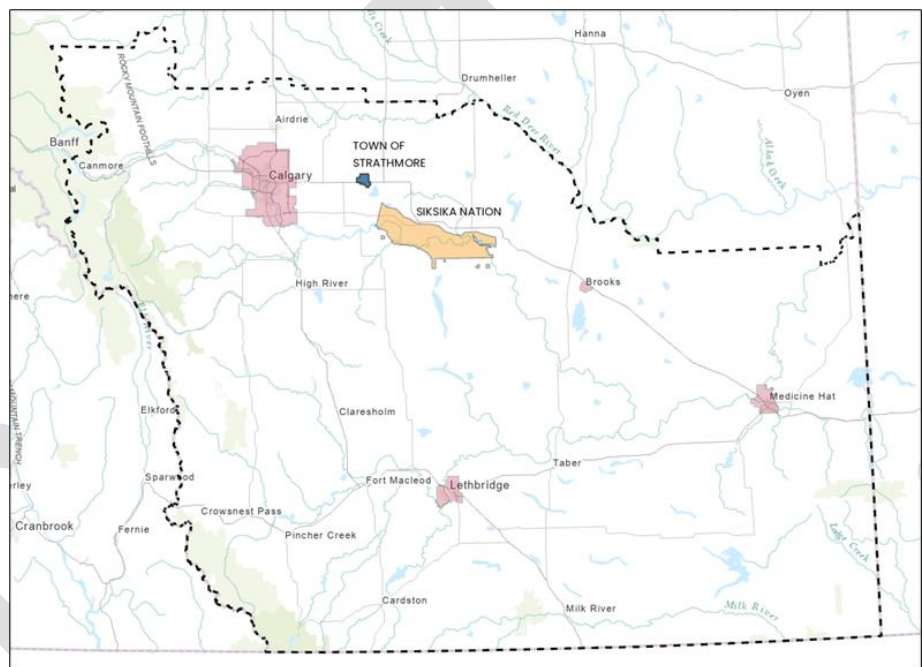 Hanna
Drumheller
Oyen
Red Deer River
Alkali Creek
ROCKY MOUNTAIN FOOTHILLS
Airdrie
Banff
Canmore
TOWN OF
STRATHMORE
Calgary
SIKSIKA NATION
High River
Brooks
Elkford
Claresholm
Medicine Hat
MOUNTAIN TRENCH
Taber
Sparwood
Fort Macleod
Lethbridge
Crowsnest Pass
Cranbrook
Fernie
Pincher Creek
Lodge Creek
Cardston
Milk River
Milk River